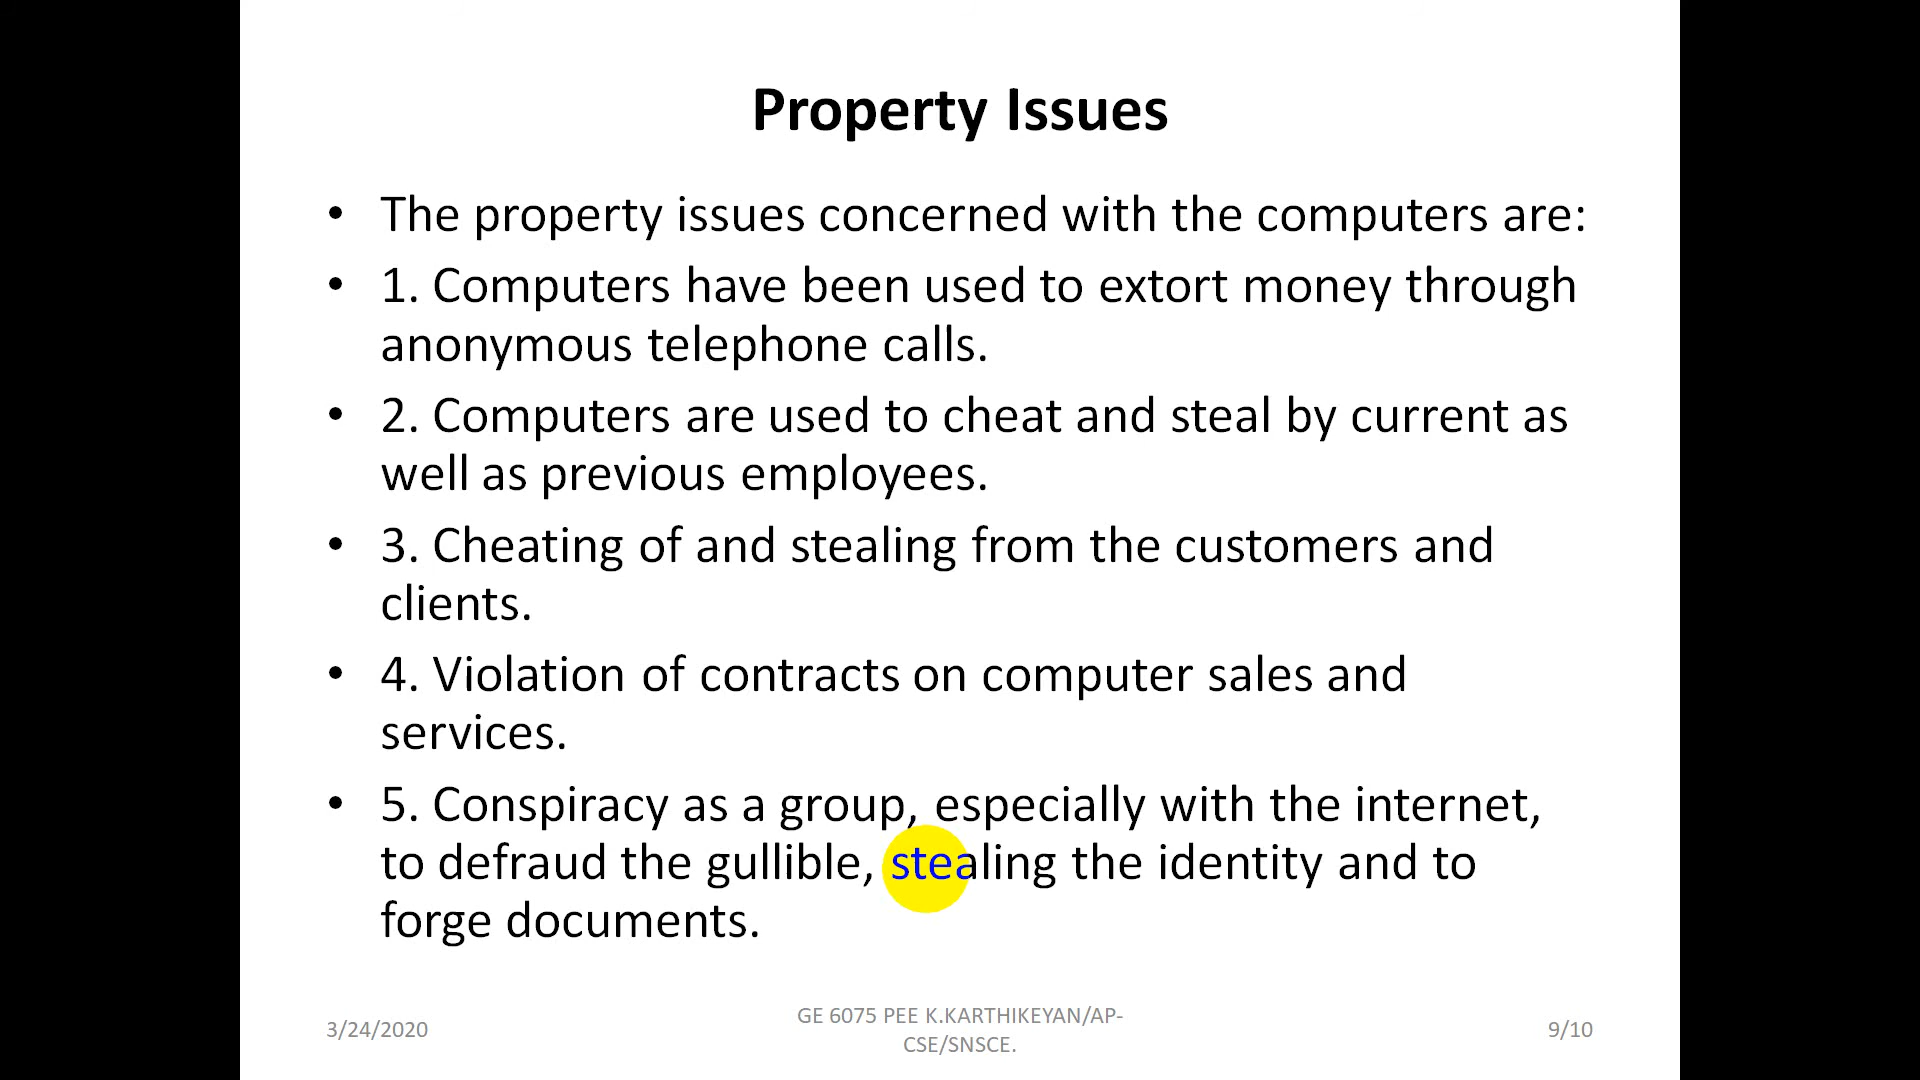 Property Issues
• The property issues concerned with the computers are:
• 1. Computers have been used to extort money through
anonymous telephone calls.
• 2. Computers are used to cheat and steal by current as
well as previous employees.
• 3. Cheating of and stealing from the customers and
clients.
• 4. Violation of contracts on computer sales and
services.
• 5. Conspiracy as a group, especially with the internet,
to defraud the gullible, stealing the identity and to
forge documents.
3/24/2020
GE 6075 PEE K.KARTHIKEYAN/AP-
CSE/SNSCE.
9/10